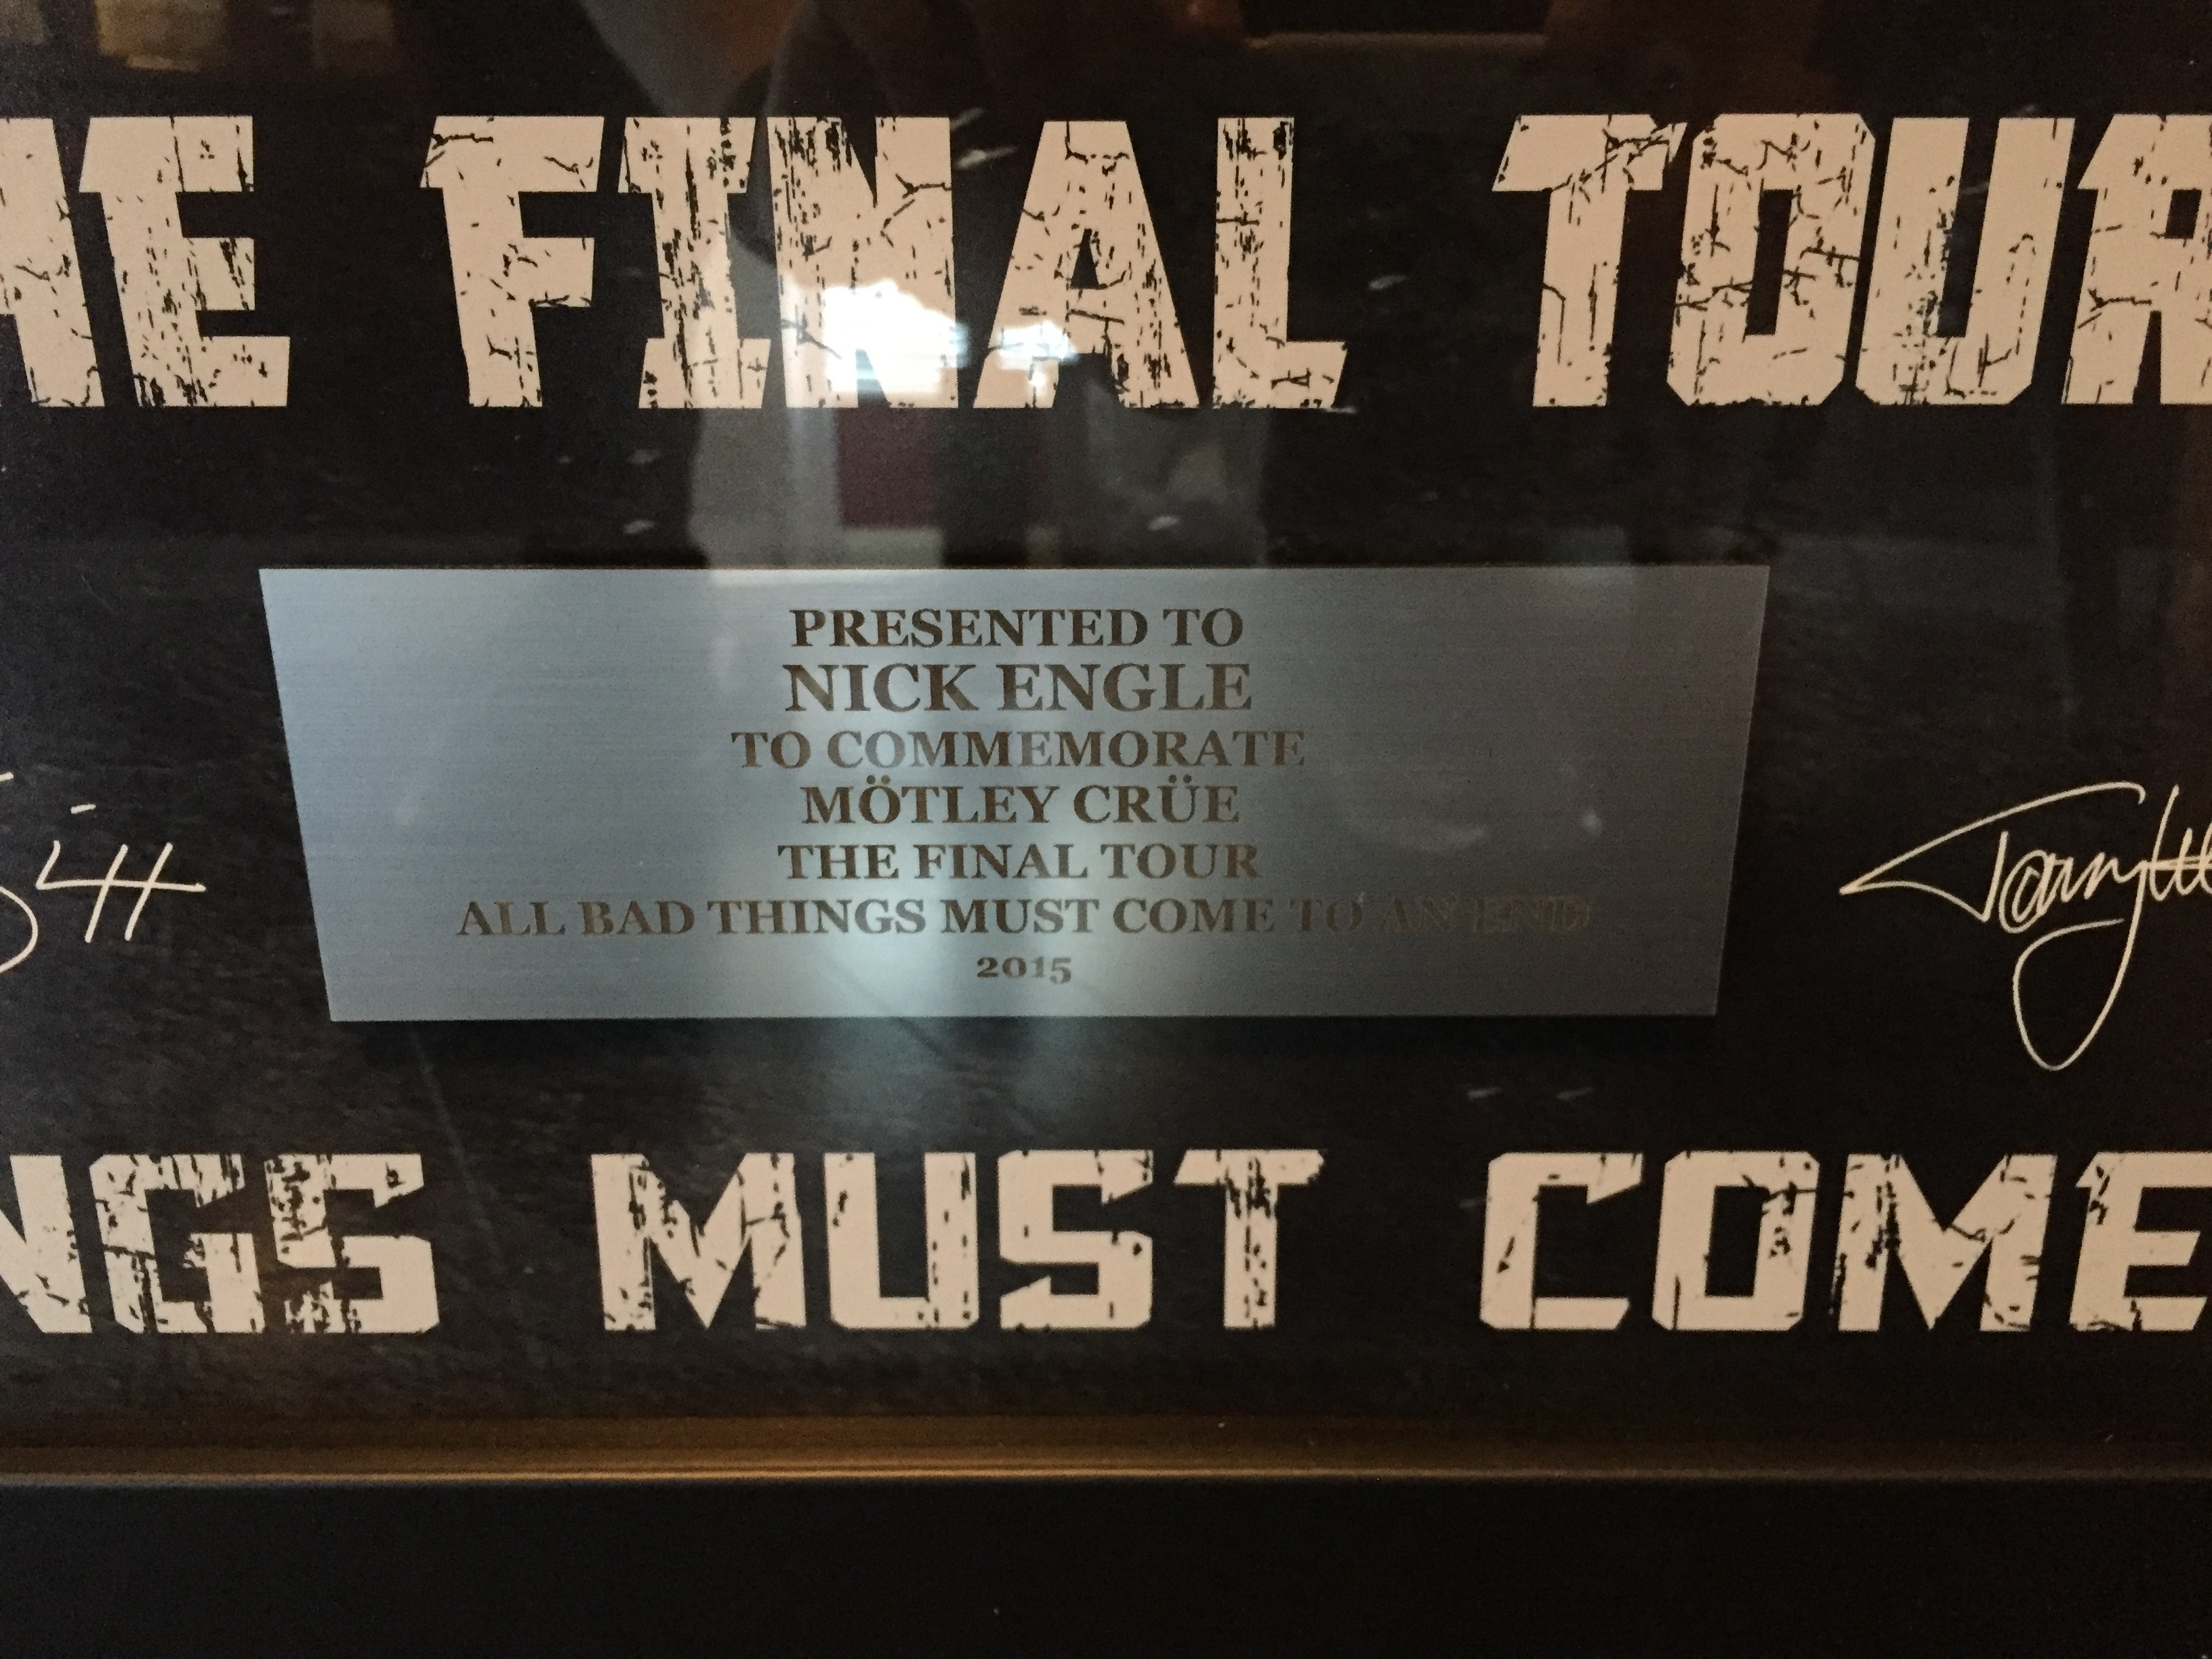 HE FINAL TOUR
PRESENTED TO
NICK ENGLE
TO COMMEMORATE
MÖTLEY CRÜE
THE FINAL TOUR
ALL BAD THINGS MUST COME TO AN END
2015
NGS MUST COME